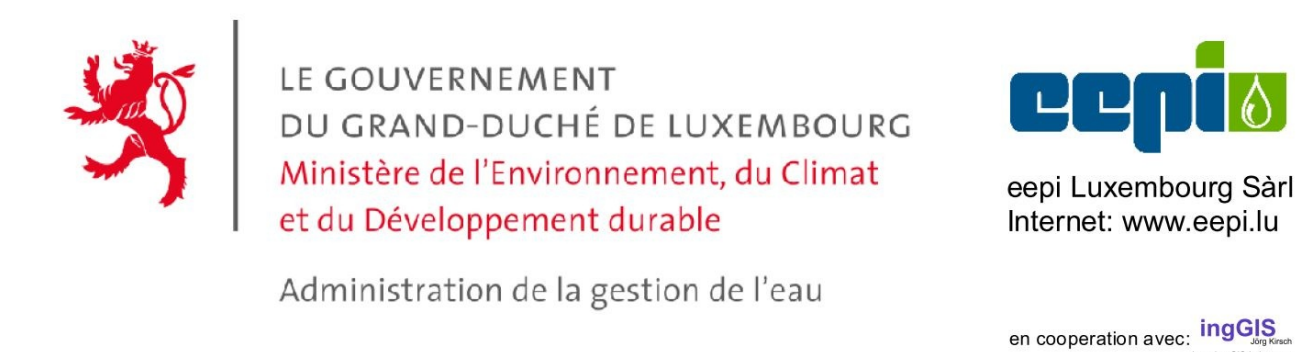 LE GOUVERNEMENT
DU GRAND-DUCHÉ DE LUXEMBOURG
Ministère de l'Environnement, du Climat
et du Développement durable
Administration de la gestion de l'eau
eepi
eepi Luxembourg Sàrl
Internet: www.eepi.lu
en cooperation avec: ingGIS
Jörg Kirsch